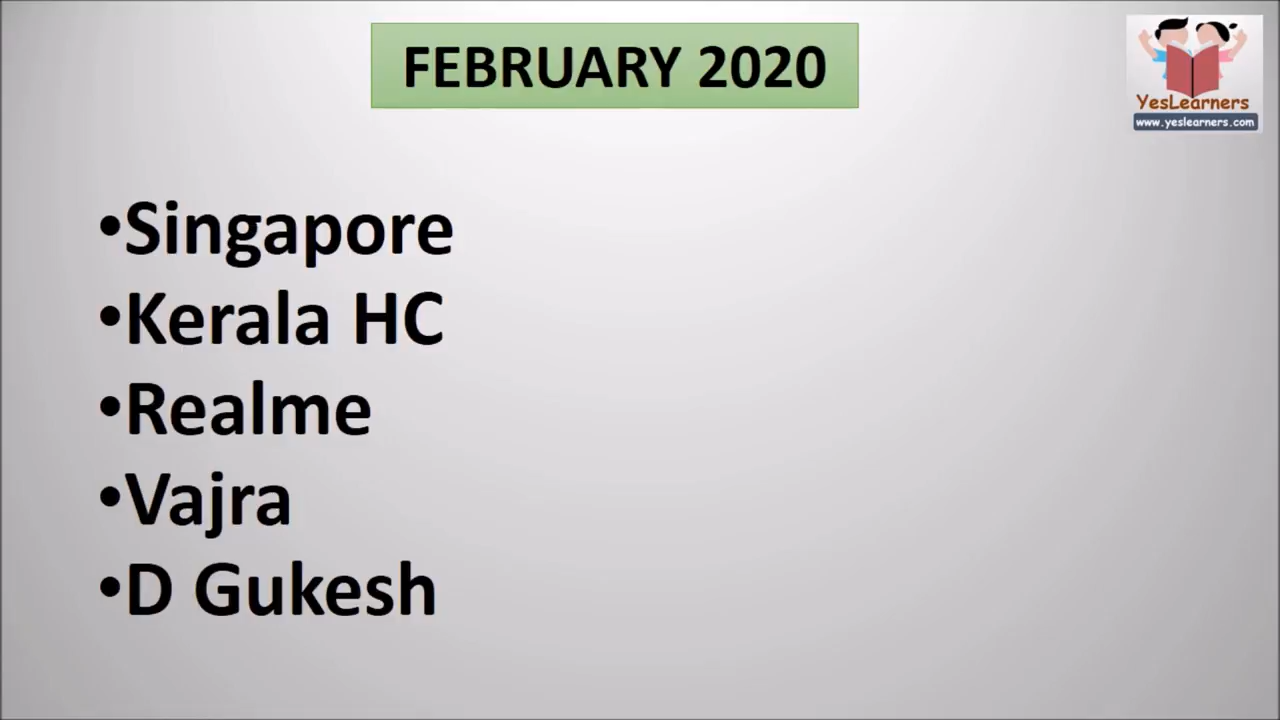 FEBRUARY 2020
YesLearners
www.yeslearners.com
•Singapore
•Kerala HC
•Realme
•Vajra
•D Gukesh